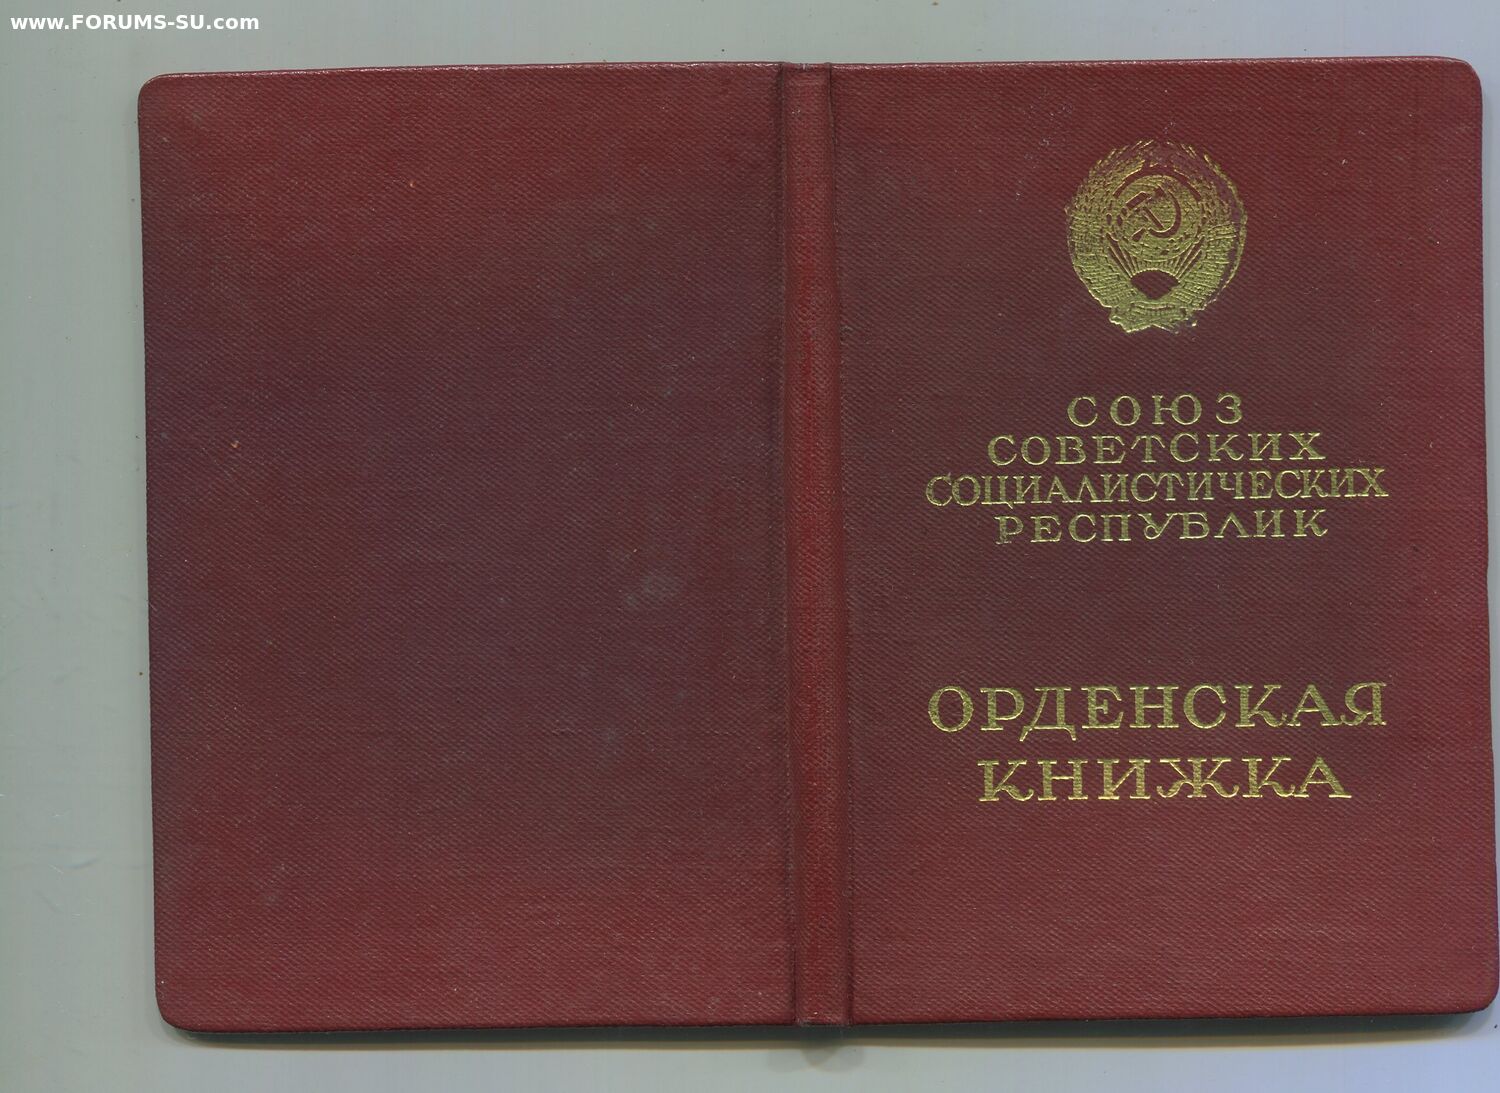 www.FORUMS-SU.com
СОЮЗ
СОВЕТСКИХ
СОЦИАЛИСТИЧЕСКИХ
РЕСПУБЛИК
ОРДЕНСКАЯ
КНИЖКА